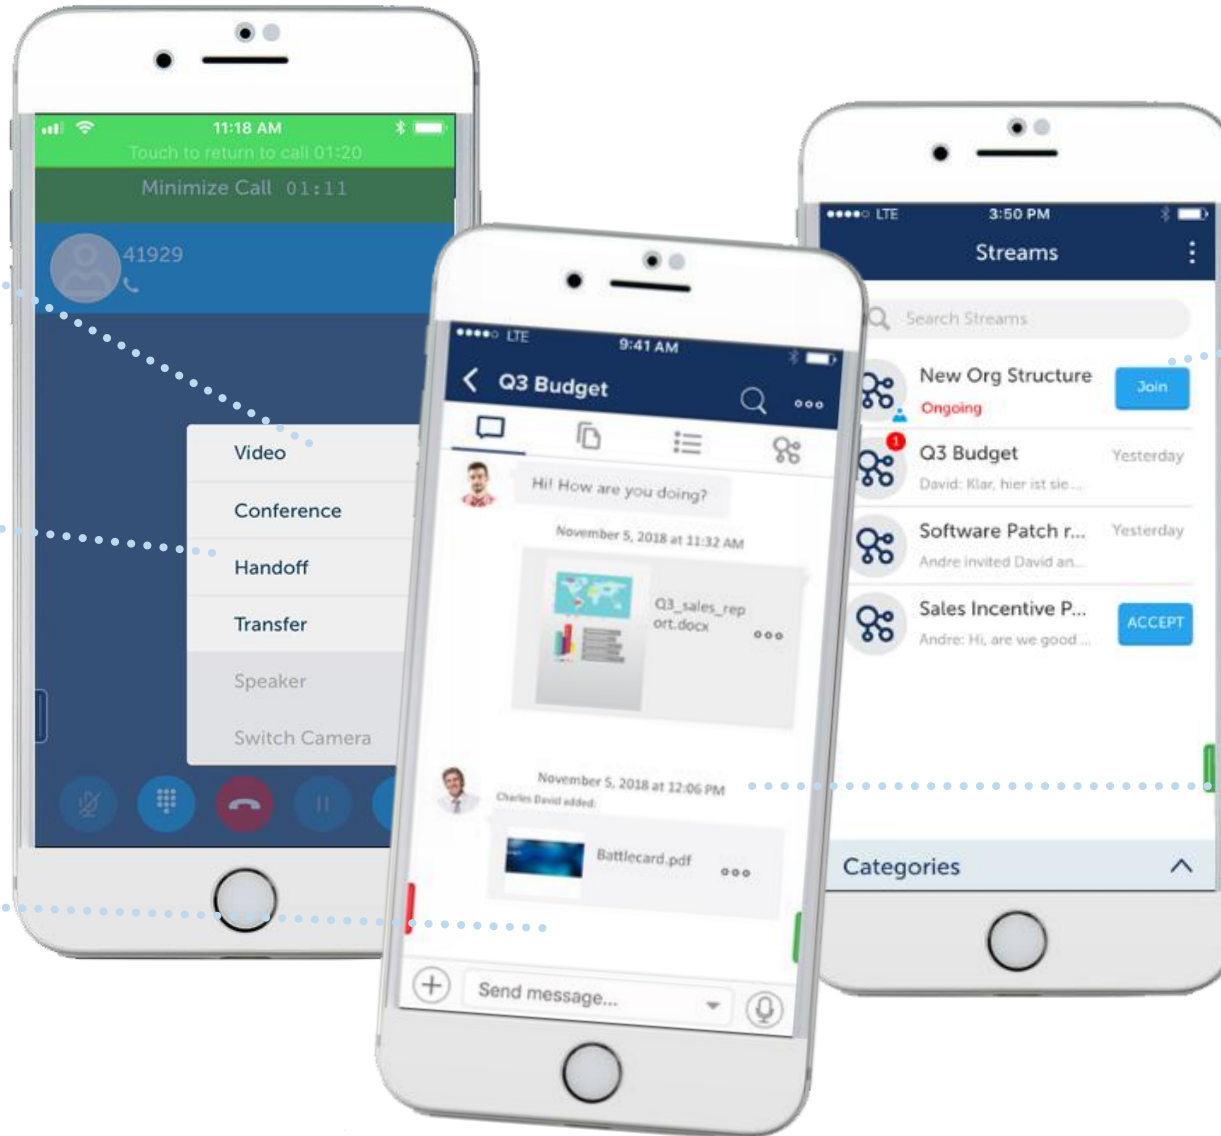 11:18 AM
Touch to return to call 01:20
Minimize Call 01:11
41929
Video
Conference
Handoff
Transfer
Speaker
Switch Camera
LTE
9:41 AM
Q3 Budget
Hi! How are you doing?
November 5, 2018 at 11:32 AM
Q3_sales_rep
ort.docx
November 5, 2018 at 12:06 PM
Charles David added:
Battlecard.pdf
Send message...
LTE
3:50 PM
Streams
Search Streams
New Org Structure
Join
Ongoing
1
Q3 Budget
Yesterday
David: Klar, hier ist sie ...
Software Patch r...
Yesterday
Andre invited David an...
Sales Incentive P...
ACCEPT
Andre: Hi, are we good ...
Categories